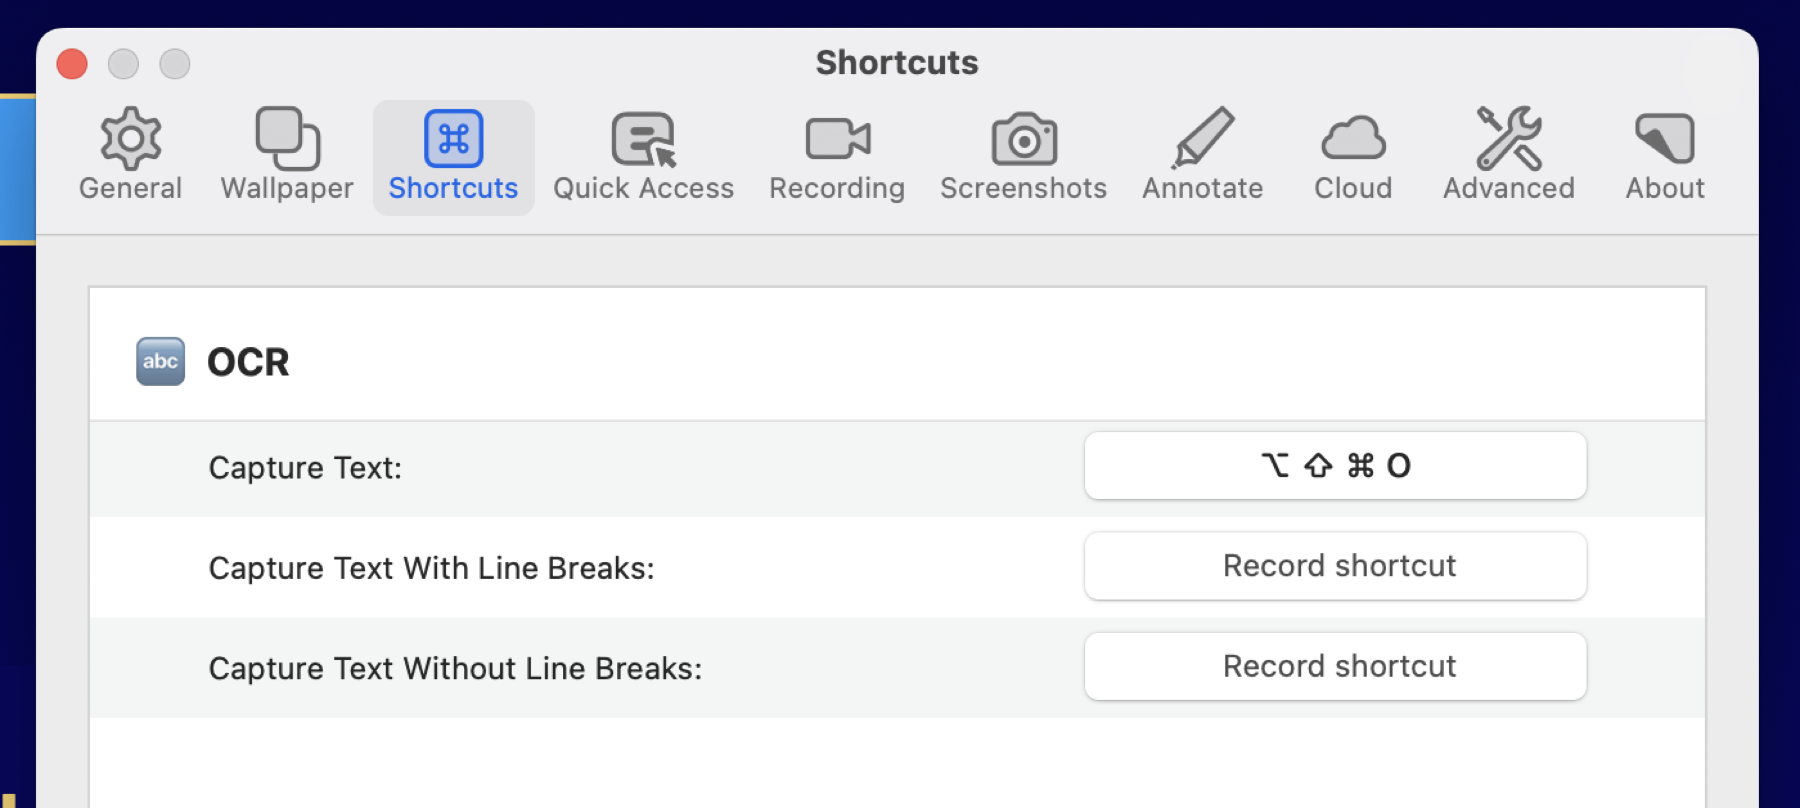 Shortcuts
General Wallpaper Shortcuts Quick Access Recording Screenshots Annotate Cloud Advanced About
abc OCR
Capture Text: ⌥ ⇧ ⌘ O
Capture Text With Line Breaks: Record shortcut
Capture Text Without Line Breaks: Record shortcut